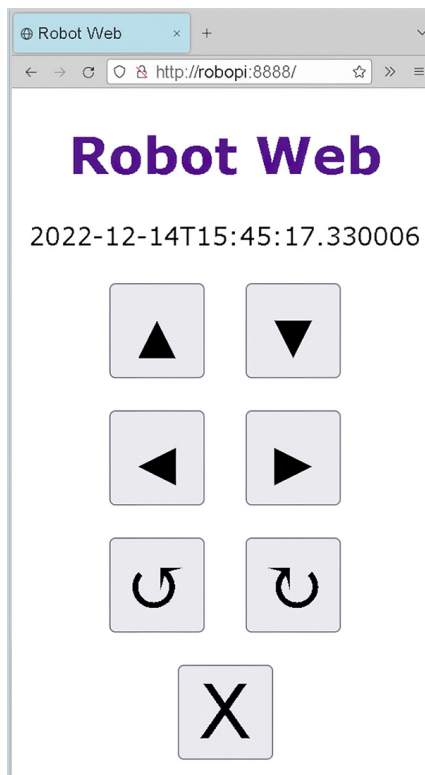 Robot Web
http://robopi:8888/
Robot Web
2022-12-14T15:45:17.330006
▲ ▼
◀ ▶
↺ ↻
X